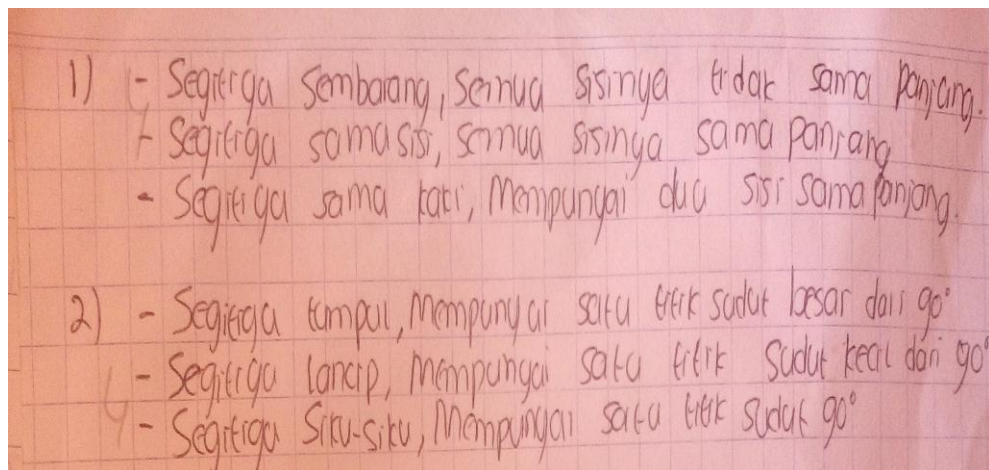 1) - Segitiga Sembarang, Semua Sisinya tidak sama panjang.
- Segitiga sama sisi, semua sisinya sama panjang
- Segitiga sama kaki, Mempunyai dua sisi sama panjang.
2) - Segitiga tumpul, Mempunyai satu titik sudut besar dari 90°
- Segitiga lancip, Mempunyai satu titik sudut kecil dari 90°
- Segitiga Siku-siku, Mempunyai satu titik sudut 90°